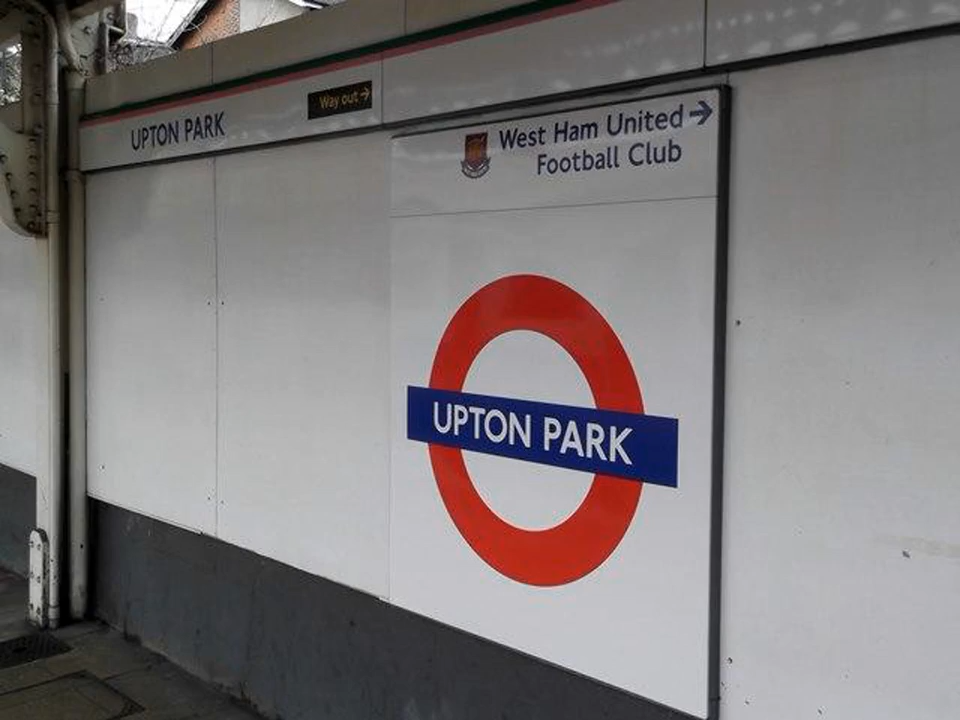 UPTON PARK
Way out →
West Ham United →
Football Club
UPTON PARK